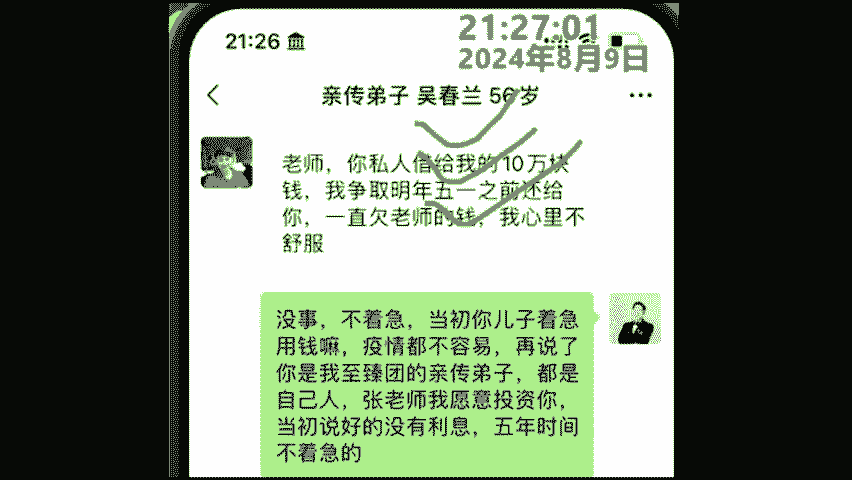 21:27:01
21:26
2024年8月9日
亲传弟子 吴春兰 56岁
老师，你私人借给我的10万块
钱，我争取明年五一之前还给
你，一直欠老师的钱，我心里不
舒服
没事，不着急，当初你儿子着急
用钱嘛，疫情都不容易，再说了
你是我至臻团的亲传弟子，都是
自己人，张老师我愿意投资你，
当初说好的没有利息，五年时间
不着急的